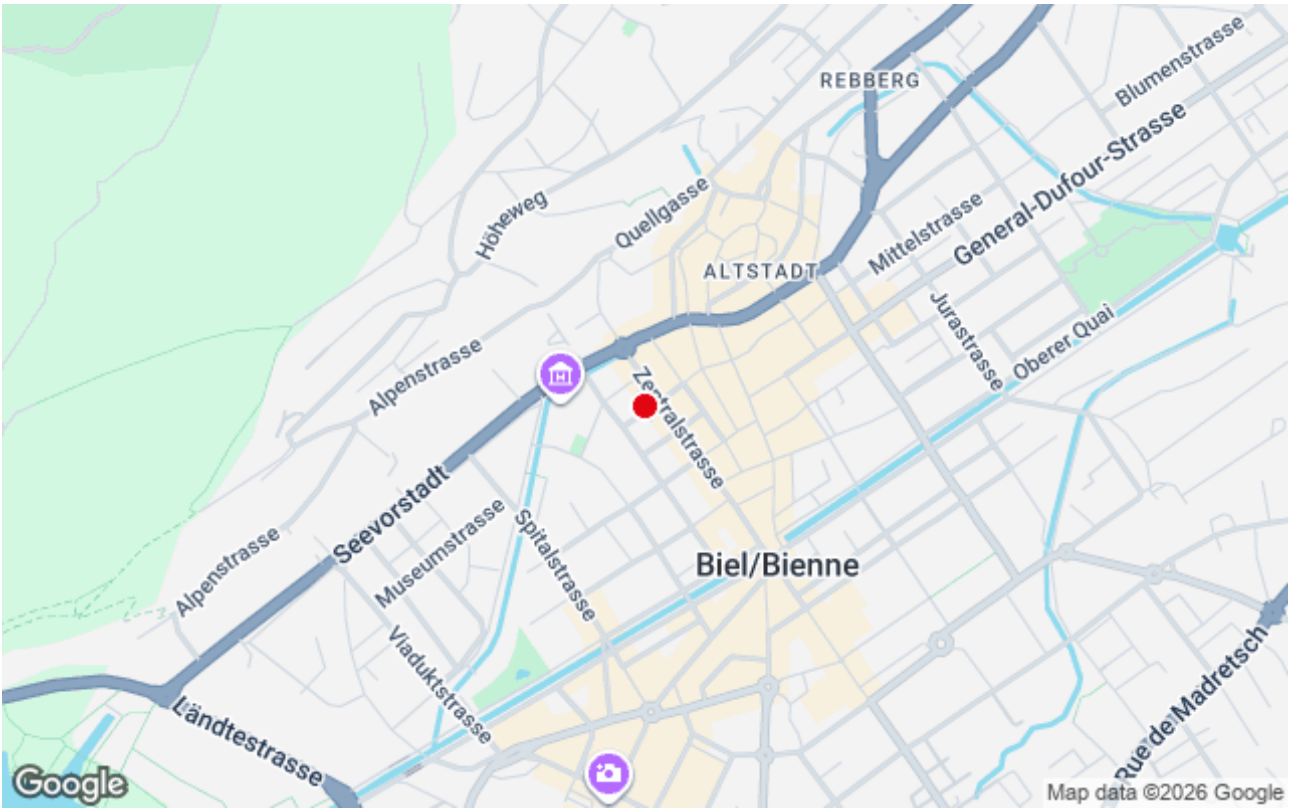 REBBERG
Blumenstrasse
General-Dufour-Strasse
Höheweg
Quellgasse
Mittelstrasse
ALTSTADT
Jurastrasse
Oberer Quai
Alpenstrasse
Zentralstrasse
Seevorstadt
Museumstrasse
Spitalstrasse
Biel/Bienne
Alpenstrasse
Viaduktstrasse
Rue de Madretsch
Ländtestrasse
Google
Map data ©2026 Google